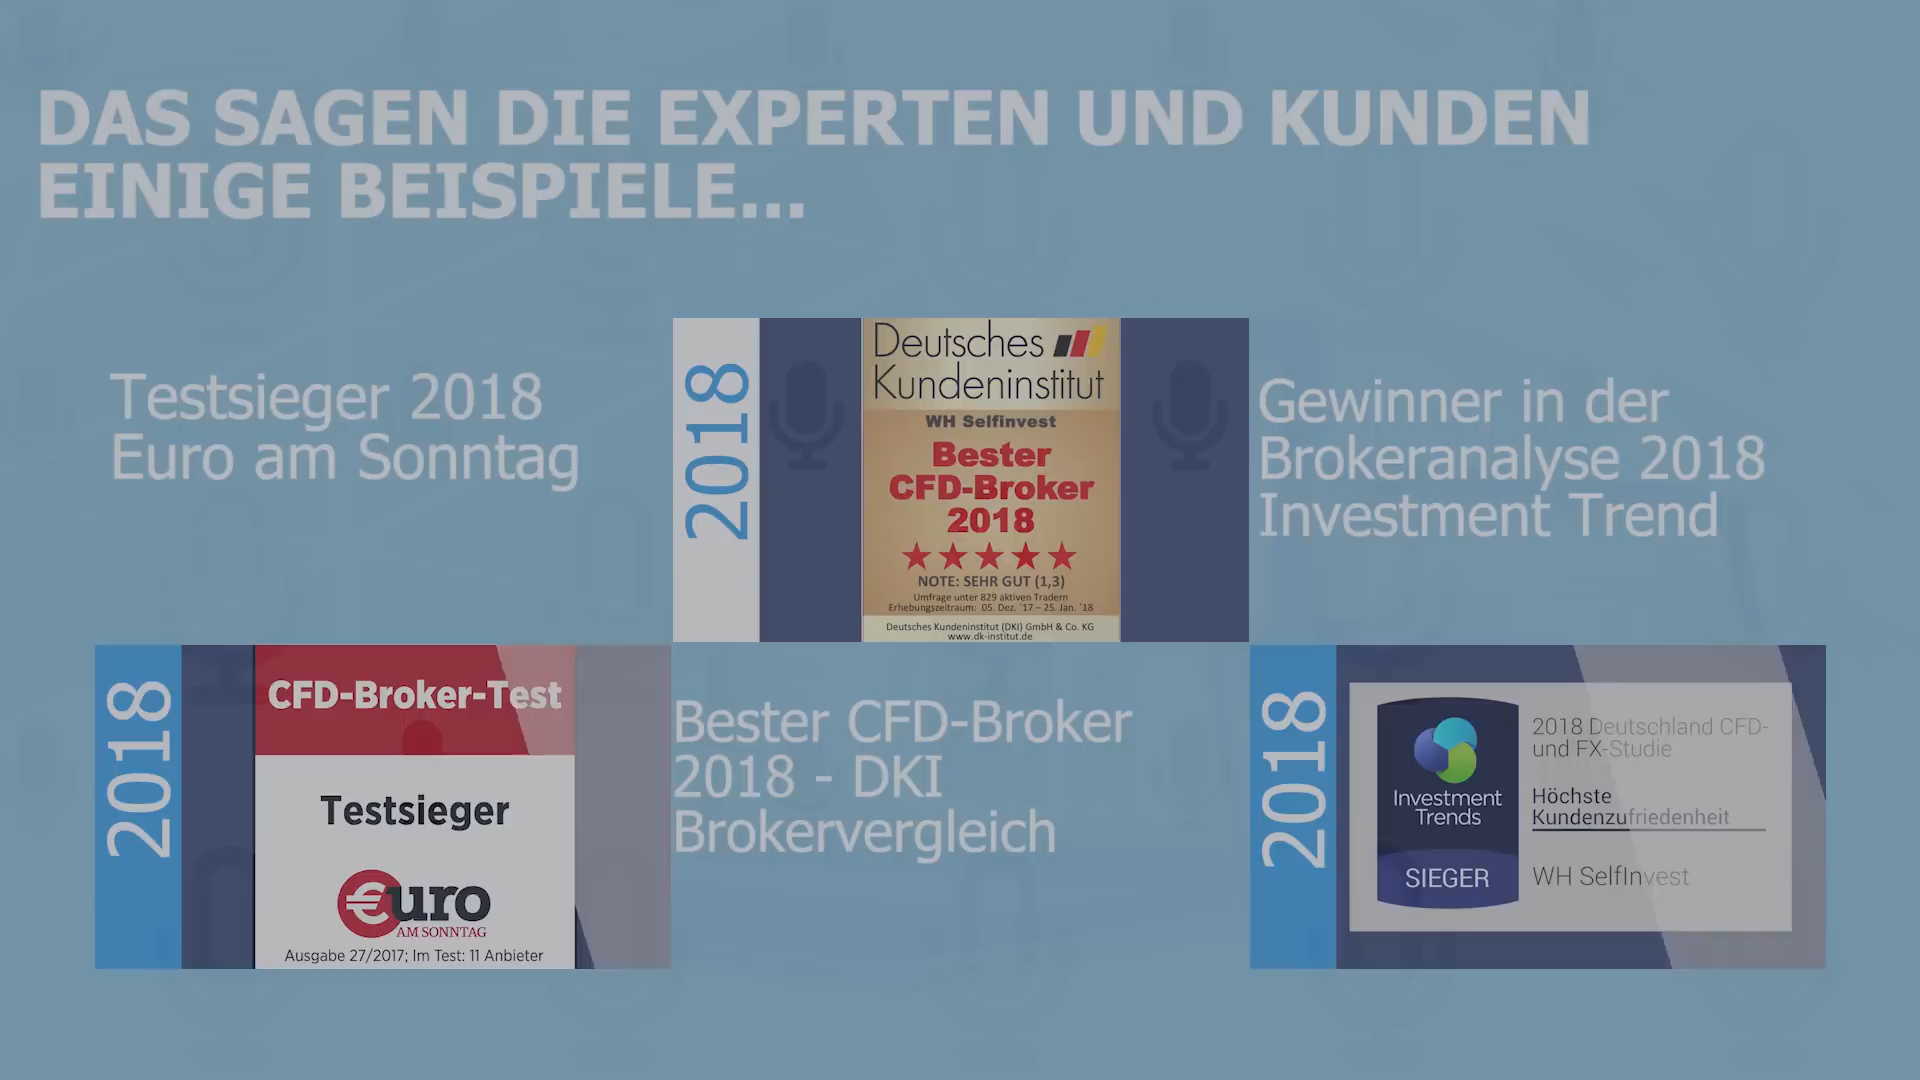 DAS SAGEN DIE EXPERTEN UND KUNDEN
EINIGE BEISPIELE...
Testsieger 2018
Euro am Sonntag
2018
Deutsches
Kundeninstitut
WH Selfinvest
Bester
CFD-Broker
2018
NOTE: SEHR GUT (1,3)
Umfrage unter 829 aktiven Tradern
Erhebungszeitraum: 05. Dez. '17 – 25. Jan. '18
Deutsches Kundeninstitut (DKI) GmbH & Co. KG
www.dk-institut.de
Gewinner in der
Brokeranalyse 2018
Investment Trend
2018
CFD-Broker-Test
Testsieger
€uro
AM SONNTAG
Ausgabe 27/2017; Im Test: 11 Anbieter
Bester CFD-Broker
2018 - DKI
Brokervergleich
2018
Investment
Trends
SIEGER
2018 Deutschland CFD-
und FX-Studie
Höchste
Kundenzufriedenheit
WH SelfInvest